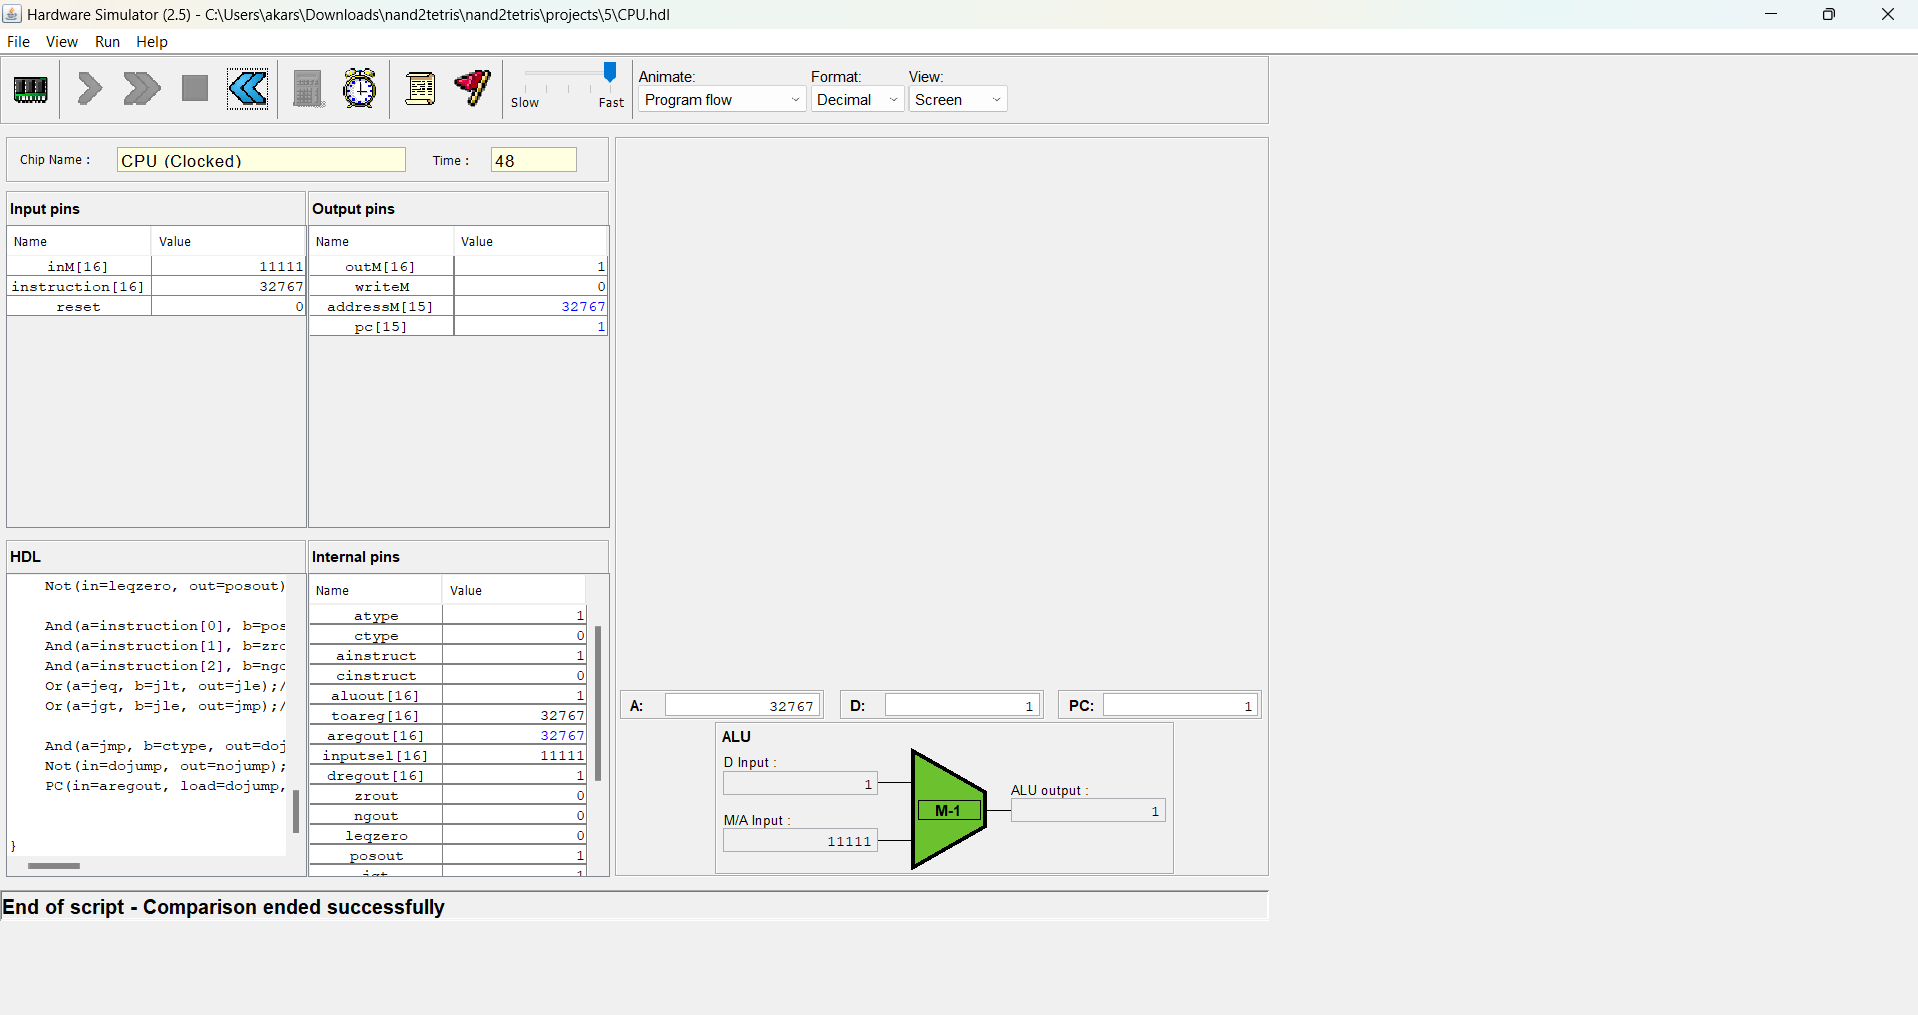 Hardware Simulator (2.5) - C:\Users\akars\Downloads\nand2tetris\nand2tetris\projects\5\CPU.hdl
File View Run Help
Slow Fast
Animate: Format: View:
Program flow Decimal Screen
Chip Name : CPU (Clocked) Time : 48
Input pins
Name Value
inM[16] 11111
instruction[16] 32767
reset 0
Output pins
Name Value
outM[16] 1
writeM 0
addressM[15] 32767
pc[15] 1
HDL
Not(in=leqzero, out=posout)
And(a=instruction[0], b=pos
And(a=instruction[1], b=zro
And(a=instruction[2], b=ngo
Or(a=jeq, b=jlt, out=jle);/
Or(a=jgt, b=jle, out=jmp);/
And(a=jmp, b=ctype, out=doj
Not(in=dojump, out=nojump);
PC(in=aregout, load=dojump,
}
Internal pins
Name Value
atype 1
ctype 0
ainstruct 1
cinstruct 0
aluout[16] 1
toareg[16] 32767
aregout[16] 32767
inputsel[16] 11111
dregout[16] 1
zrout 0
ngout 0
leqzero 0
posout 1
jgt 1
A: 32767 D: 1 PC: 1
ALU
D Input :
1
M/A Input :
11111
M-1
ALU output :
1
End of script - Comparison ended successfully